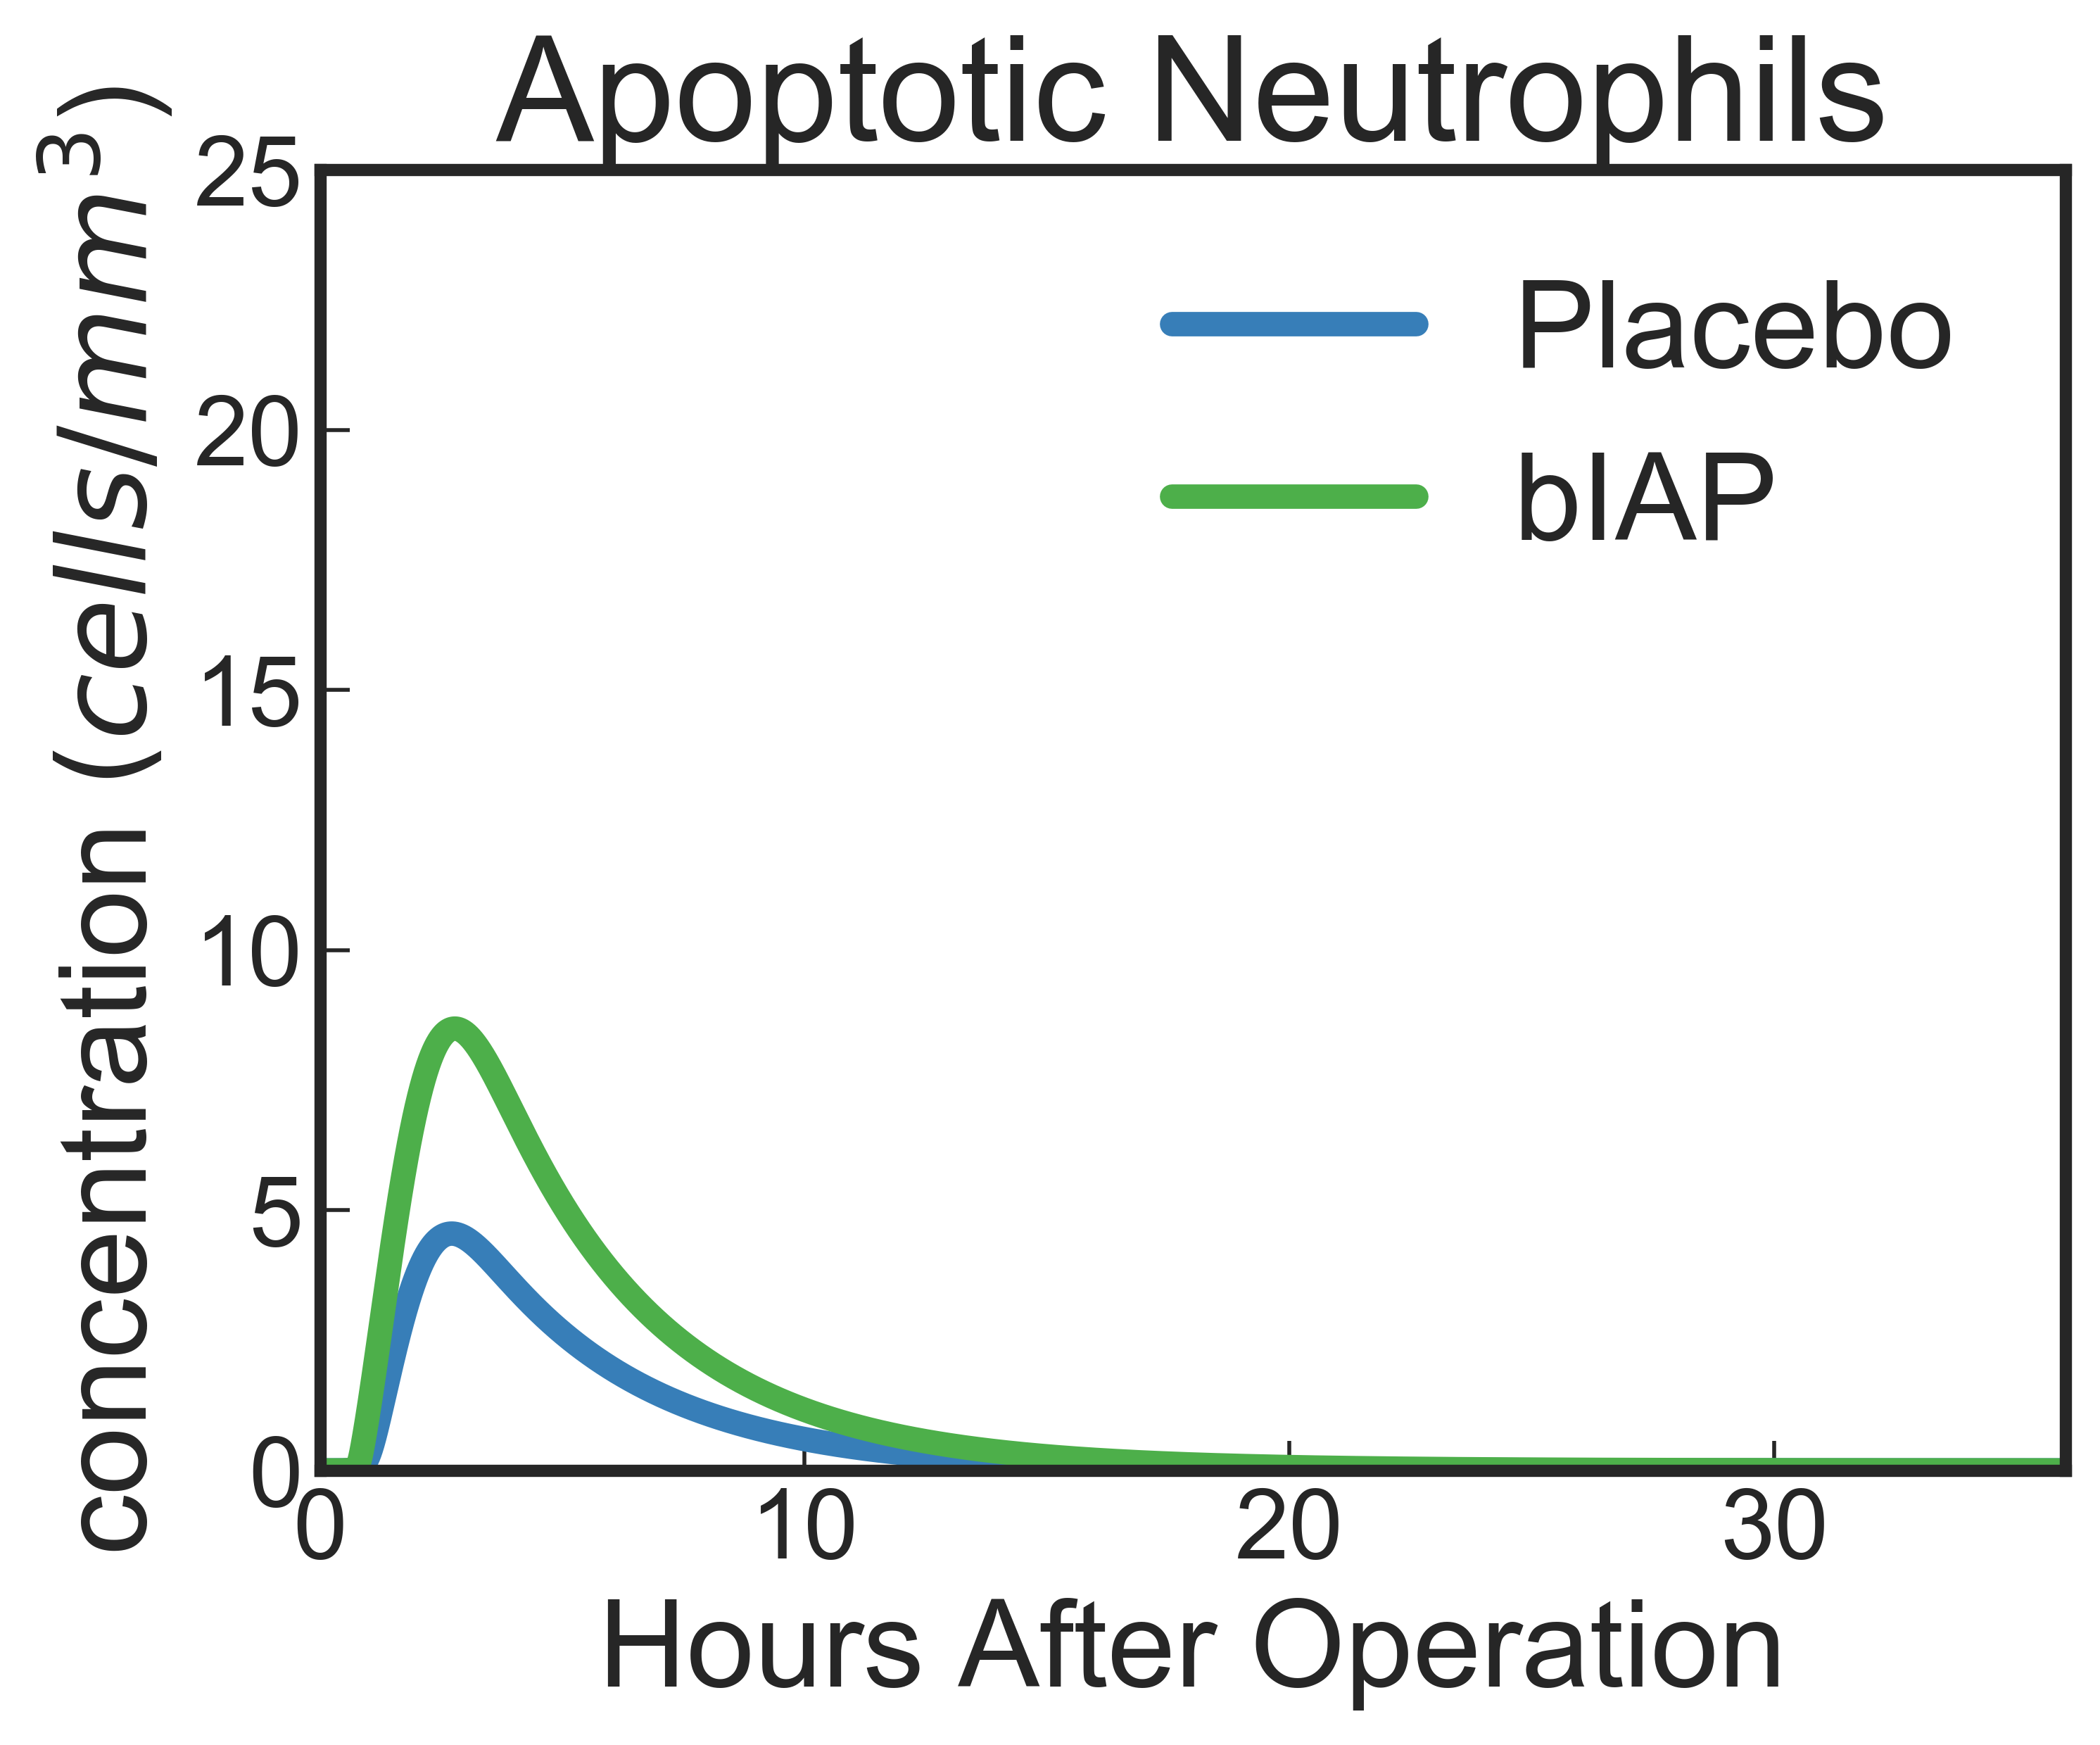 Apoptotic Neutrophils
concentration (cells/mm³)
25
20
15
10
5
0
Placebo
bIAP
0 10 20 30
Hours After Operation